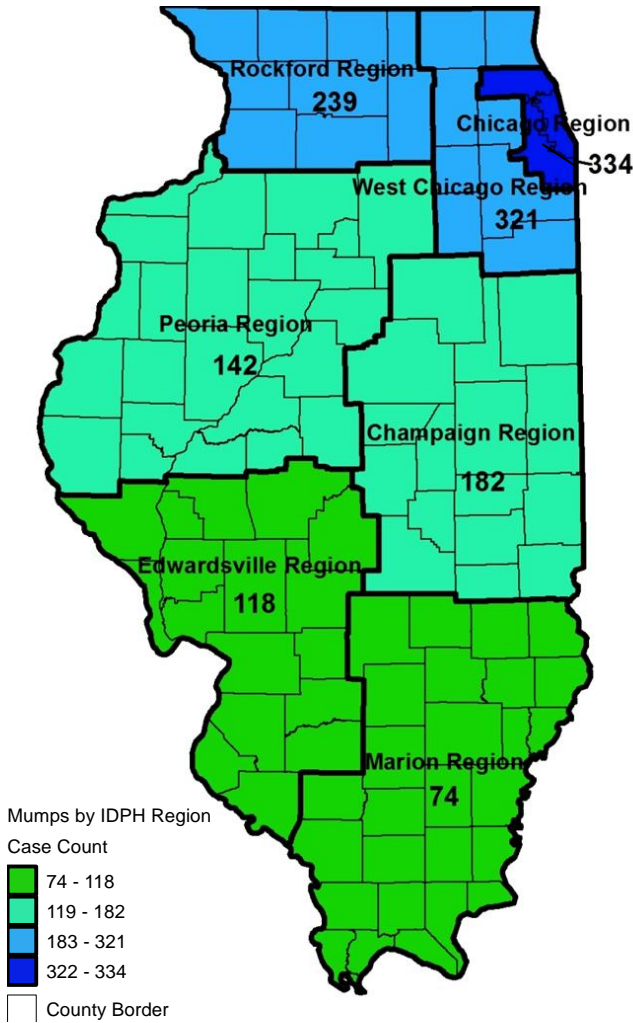 Rockford Region
239
Chicago Region
334
West Chicago Region
321
Peoria Region
142
Champaign Region
182
Edwardsville Region
118
Marion Region
74
Mumps by IDPH Region
Case Count
74 - 118
119 - 182
183 - 321
322 - 334
County Border